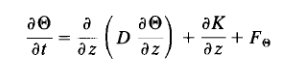 ∂Θ/∂t = ∂/∂z (D ∂Θ/∂z) + ∂K/∂z + F_Θ